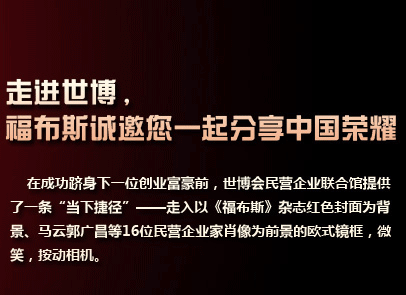 走进世博，
福布斯诚邀您一起分享中国荣耀
在成功跻身下一位创业富豪前，世博会民营企业联合馆提供
了一条“当下捷径”——走入以《福布斯》杂志红色封面为背
景、马云郭广昌等16位民营企业家肖像为前景的欧式镜框，微
笑，按动相机。